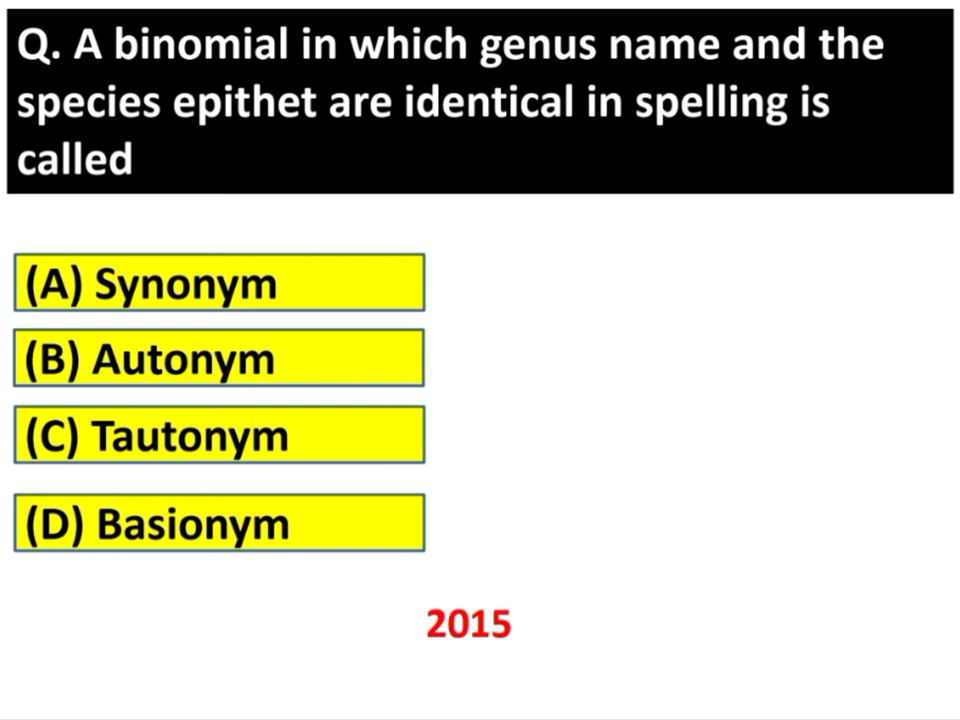 Q. A binomial in which genus name and the
species epithet are identical in spelling is
called
(A) Synonym
(B) Autonym
(C) Tautonym
(D) Basionym
2015